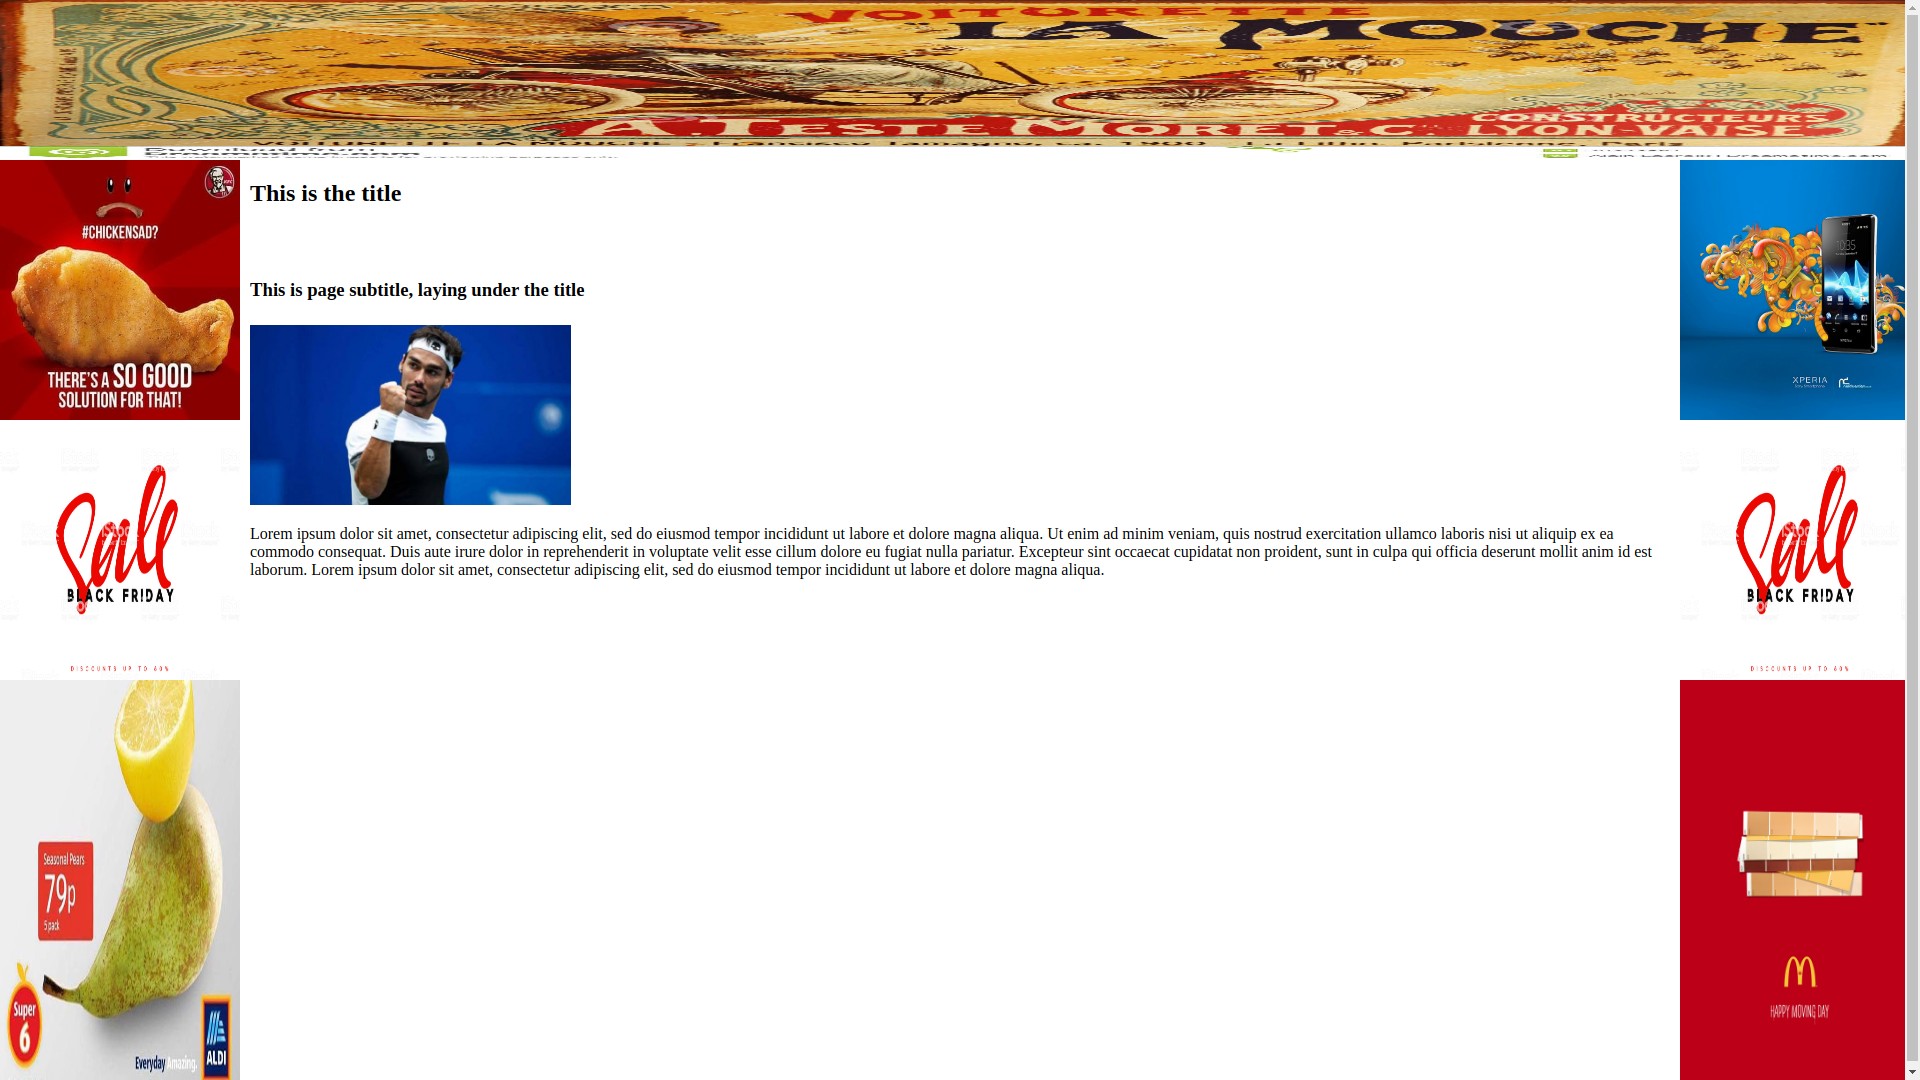 VOITURETTE
LA MOUCHE
A. TESTE MORET & C
CONSTRUCTEURS
LYON-VAISE
KFC
#CHICKENSAD?
THERE'S A SO GOOD
SOLUTION FOR THAT!
This is the title
This is page subtitle, laying under the title
10:35
XPERIA
Sale
BLACK FRIDAY
DISCOUNTS UP TO 60%
Lorem ipsum dolor sit amet, consectetur adipiscing elit, sed do eiusmod tempor incididunt ut labore et dolore magna aliqua. Ut enim ad minim veniam, quis nostrud exercitation ullamco laboris nisi ut aliquip ex ea
commodo consequat. Duis aute irure dolor in reprehenderit in voluptate velit esse cillum dolore eu fugiat nulla pariatur. Excepteur sint occaecat cupidatat non proident, sunt in culpa qui officia deserunt mollit anim id est
laborum. Lorem ipsum dolor sit amet, consectetur adipiscing elit, sed do eiusmod tempor incididunt ut labore et dolore magna aliqua.
Sale
BLACK FRIDAY
DISCOUNTS UP TO 60%
Seasonal Pears
79p
5 pack
Super
6
Everyday Amazing.
ALDI
HAPPY MOVING DAY